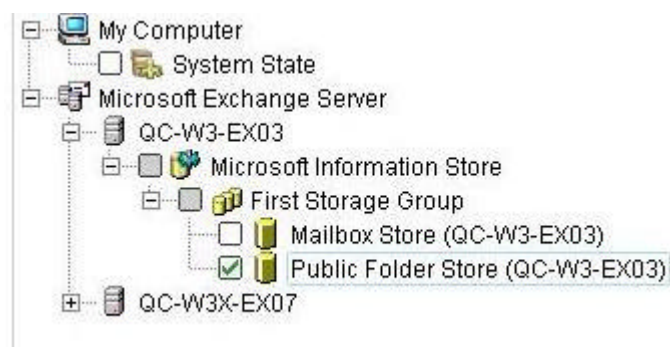 My Computer
System State
Microsoft Exchange Server
QC-W3-EX03
Microsoft Information Store
First Storage Group
Mailbox Store (QC-W3-EX03)
Public Folder Store (QC-W3-EX03)
QC-W3X-EX07